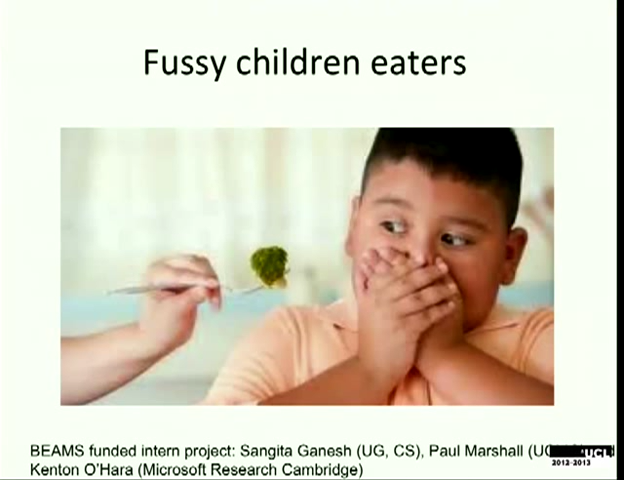 Fussy children eaters
BEAMS funded intern project: Sangita Ganesh (UG, CS), Paul Marshall
Kenton O'Hara (Microsoft Research Cambridge)
UCL
2012-2013